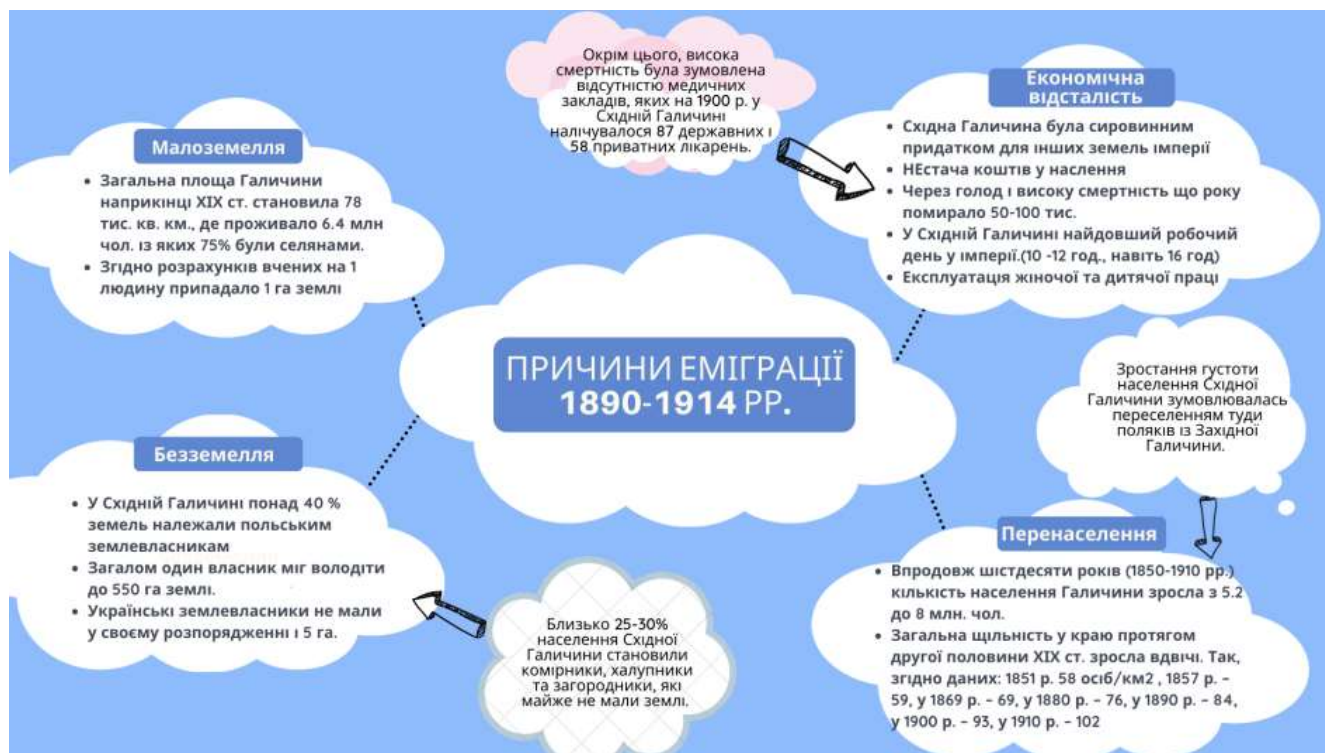 ПРИЧИНИ ЕМІГРАЦІЇ
1890-1914 РР.
Малоземелля
• Загальна площа Галичини
наприкінці ХІХ ст. становила 78
тис. кв. км., де проживало 6.4 млн
чол. із яких 75% були селянами.
• Згідно розрахунків вчених на 1
людину припадало 1 га землі
Безземелля
• У Східній Галичині понад 40 %
земель належали польським
землевласникам
• Загалом один власник міг володіти
до 550 га землі.
• Українські землевласники не мали
у своєму розпорядженні і 5 га.
Близько 25-30%
населення Східної
Галичини становили
комірники, халупники
та загородники, які
майже не мали землі.
Окрім цього, висока
смертність була зумовлена
відсутністю медичних
закладів, яких на 1900 р. у
Східній Галичині
налічувалося 87 державних і
58 приватних лікарень.
Економічна
відсталість
• Східна Галичина була сировинним
придатком для інших земель імперії
• НЕстача коштів у наслення
• Через голод і високу смертність що року
помирало 50-100 тис.
• У Східній Галичині найдовший робочий
день у імперії.(10 -12 год., навіть 16 год)
• Експлуатація жіночої та дитячої праці
Зростання густоти
населення Східної
Галичини зумовлювалась
переселенням туди
поляків із Західної
Галичини.
Перенаселення
• Впродовж шістдесяти років (1850-1910 рр.)
кількість населення Галичини зросла з 5.2
до 8 млн. чол.
• Загальна щільність у краю протягом
другої половини ХІХ ст. зросла вдвічі. Так,
згідно даних: 1851 р. 58 осіб/км2 , 1857 р. –
59, у 1869 р. – 69, у 1880 р. – 76, у 1890 р. – 84,
у 1900 р. – 93, у 1910 р. – 102